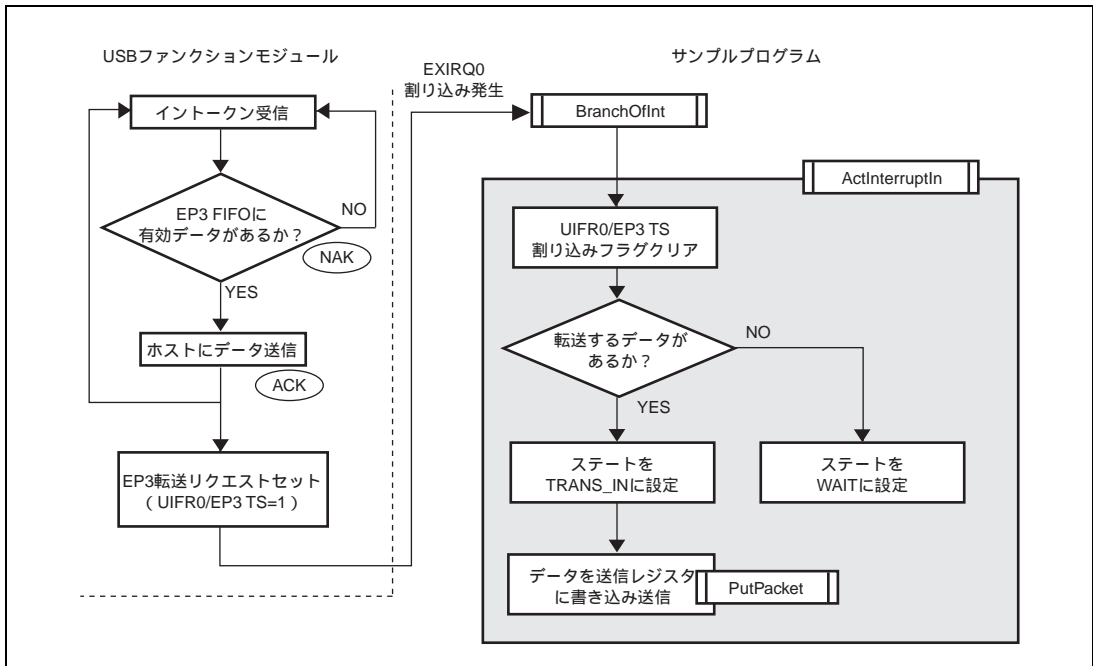 USBファンクションモジュール
イントークン受信
EP3 FIFOに
有効データがあるか？
NO
NAK
YES
ホストにデータ送信
ACK
EP3転送リクエストセット
（UIFR0/EP3 TS=1）
EXIRQ0
割り込み発生
サンプルプログラム
BranchOfInt
ActInterruptIn
UIFR0/EP3 TS
割り込みフラグクリア
転送するデータが
あるか？
NO
YES
ステートを
TRANS_INに設定
ステートを
WAITに設定
データを送信レジスタ
に書き込み送信
PutPacket